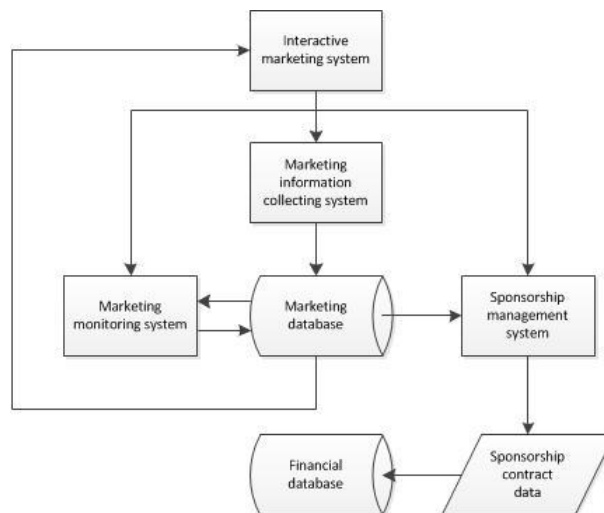 Interactive
marketing system
Marketing
information
collecting system
Marketing
monitoring system
Marketing
database
Sponsorship
management
system
Financial
database
Sponsorship
contract
data